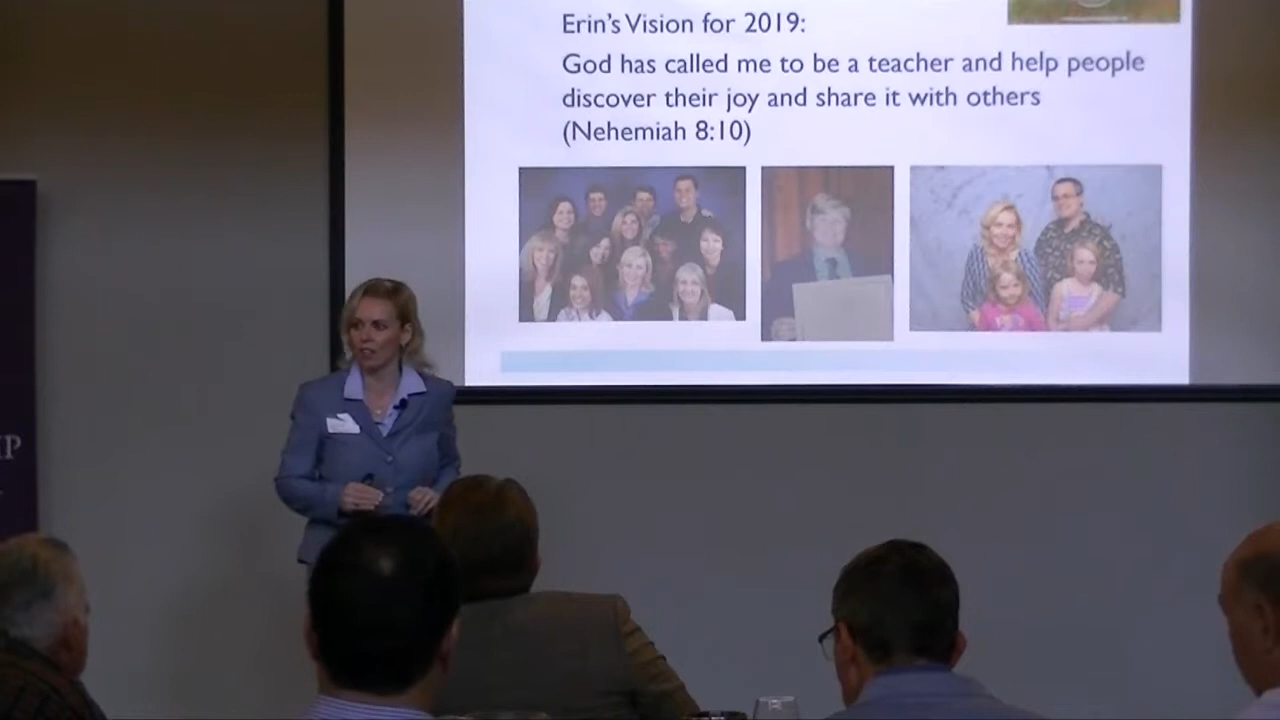 Erin's Vision for 2019:
God has called me to be a teacher and help people
discover their joy and share it with others
(Nehemiah 8:10)
IP